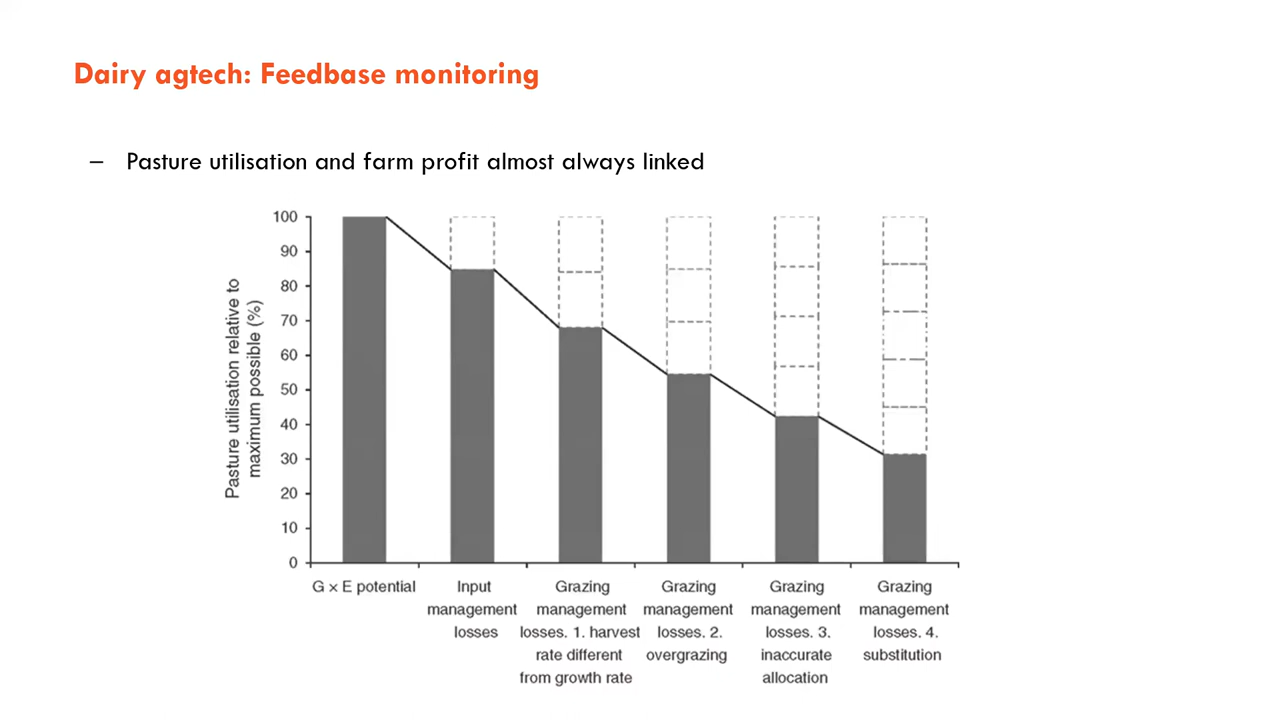 Dairy agtech: Feedbase monitoring
– Pasture utilisation and farm profit almost always linked
Pasture utilisation relative to
maximum possible (%)
100
90
80
70
60
50
40
30
20
10
0
G × E potential
Input
management
losses
Grazing
management
losses. 1. harvest
rate different
from growth rate
Grazing
management
losses. 2.
overgrazing
Grazing
management
losses. 3.
inaccurate
allocation
Grazing
management
losses. 4.
substitution